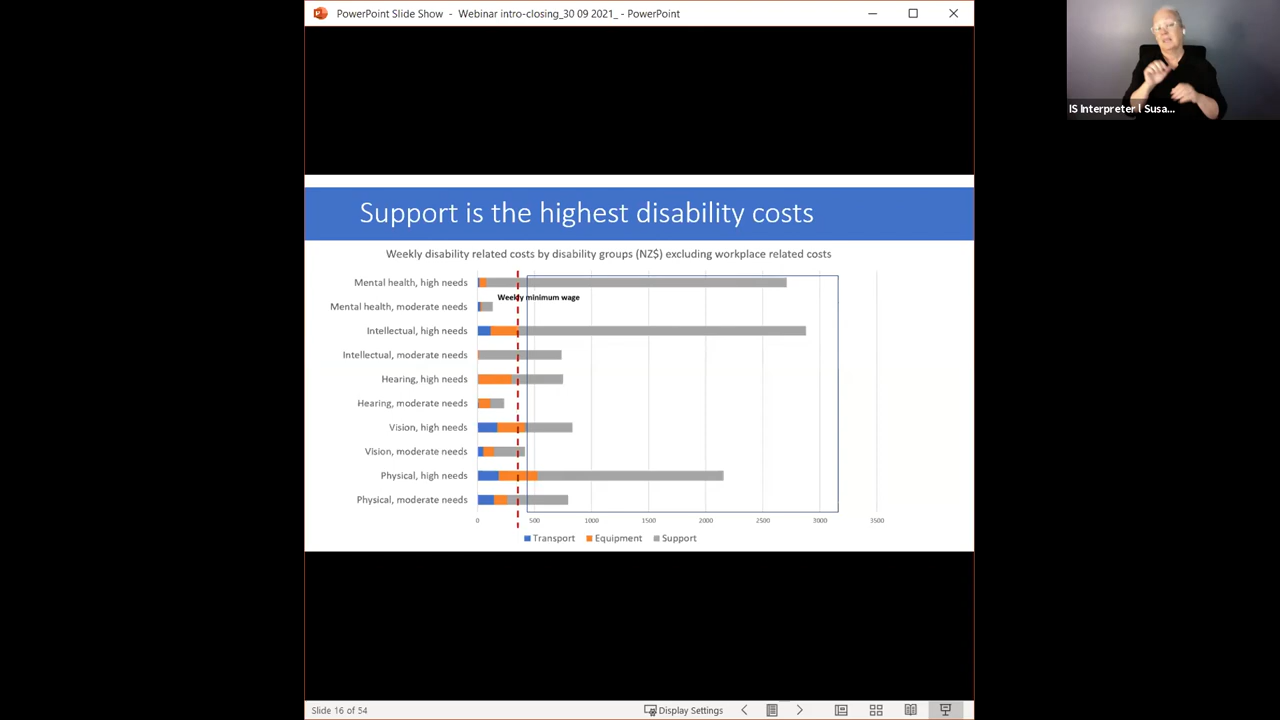 PowerPoint Slide Show - Webinar intro-closing_30 09 2021_ - PowerPoint
IS Interpreter l Susa...
Support is the highest disability costs
Weekly disability related costs by disability groups (NZ$) excluding workplace related costs
Mental health, high needs
Weekly minimum wage
Mental health, moderate needs
Intellectual, high needs
Intellectual, moderate needs
Hearing, high needs
Hearing, moderate needs
Vision, high needs
Vision, moderate needs
Physical, high needs
Physical, moderate needs
0 500 1000 1500 2000 2500 3000 3500
Transport Equipment Support
Slide 16 of 54 Display Settings